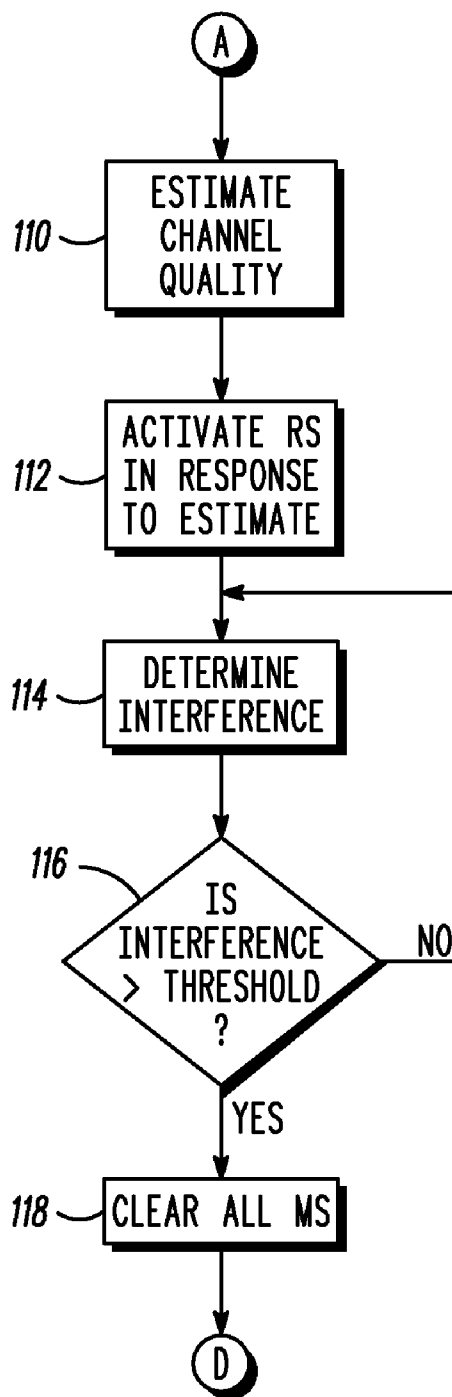 A
110
ESTIMATE
CHANNEL
QUALITY
112
ACTIVATE RS
IN RESPONSE
TO ESTIMATE
114
DETERMINE
INTERFERENCE
116
IS
INTERFERENCE
> THRESHOLD
?
NO
YES
118
CLEAR ALL MS
D